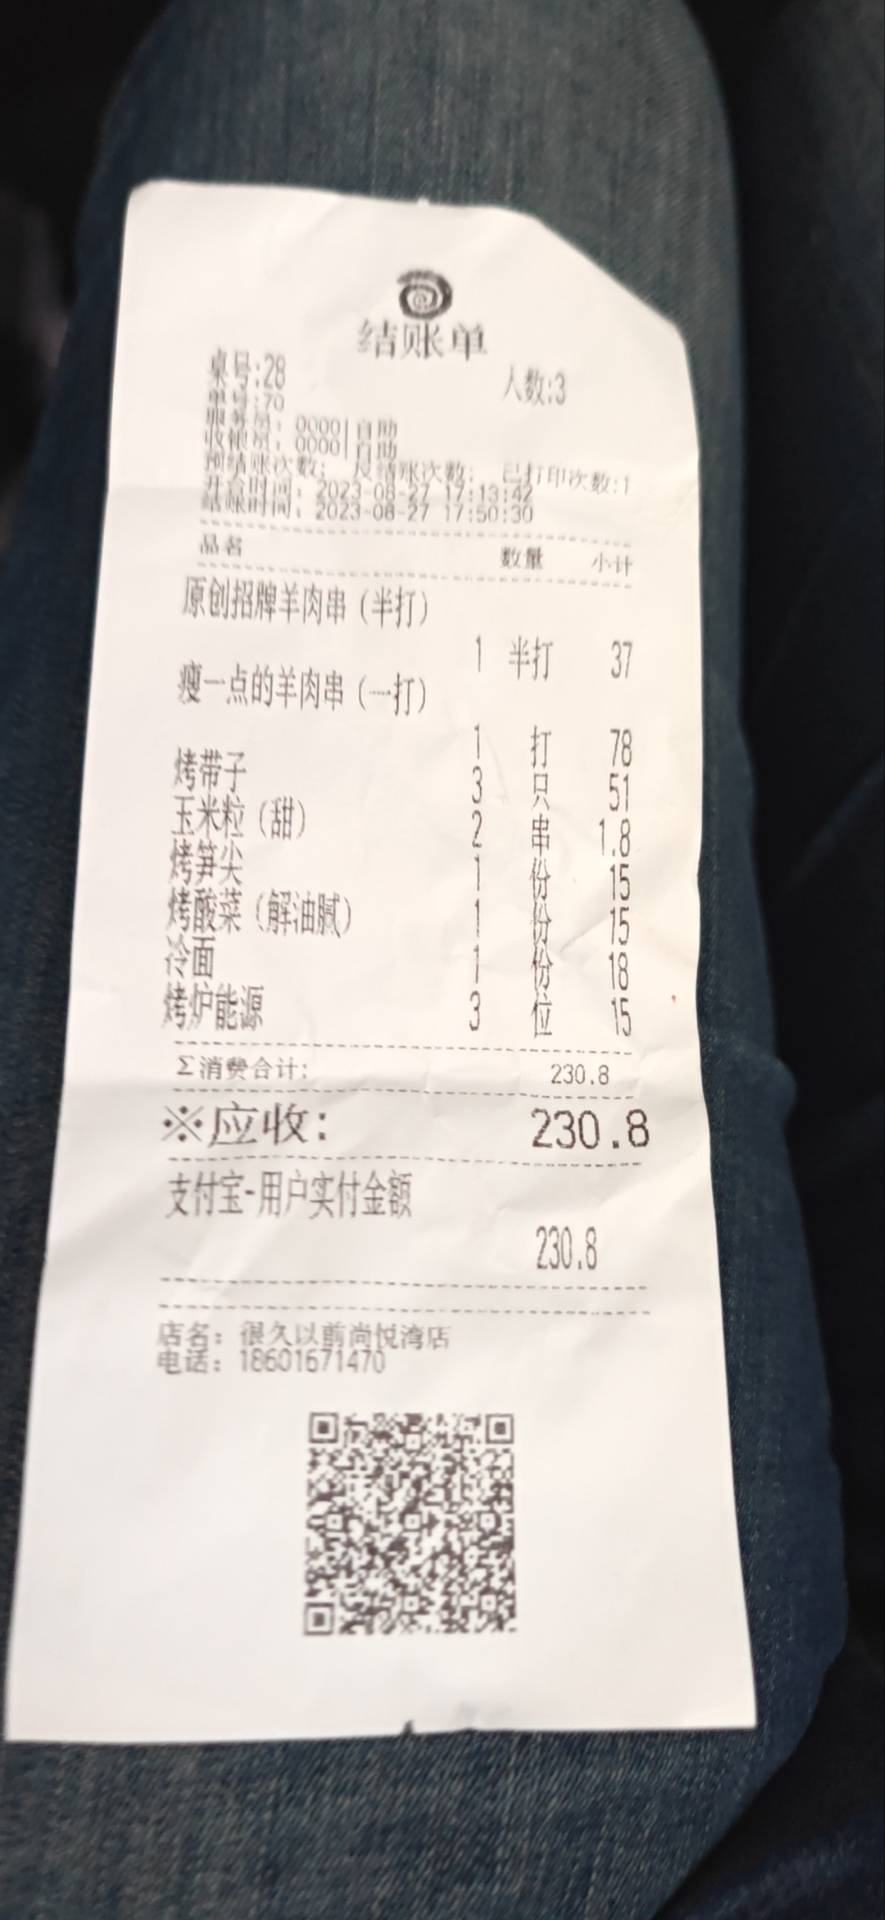 结账单
桌号:28 人数:3
单号:70
服务员: 0000|自助
收银员: 0000|自助
预结账次数: 反结账次数: 已打印次数:1
开台时间: 2023-08-27 17:13:42
结账时间: 2023-08-27 17:50:30
品名 数量 小计
原创招牌羊肉串(半打)
1 半打 37
瘦一点的羊肉串(一打)
1 打 78
烤带子 3 只 51
玉米粒(甜) 2 串 1.8
烤笋尖 1 份 15
烤酸菜(解油腻) 1 份 15
冷面 1 份 18
烤炉能源 3 位 15
Σ消费合计: 230.8
※应收: 230.8
支付宝-用户实付金额
230.8
店名: 很久以前尚悦湾店
电话: 18601671470